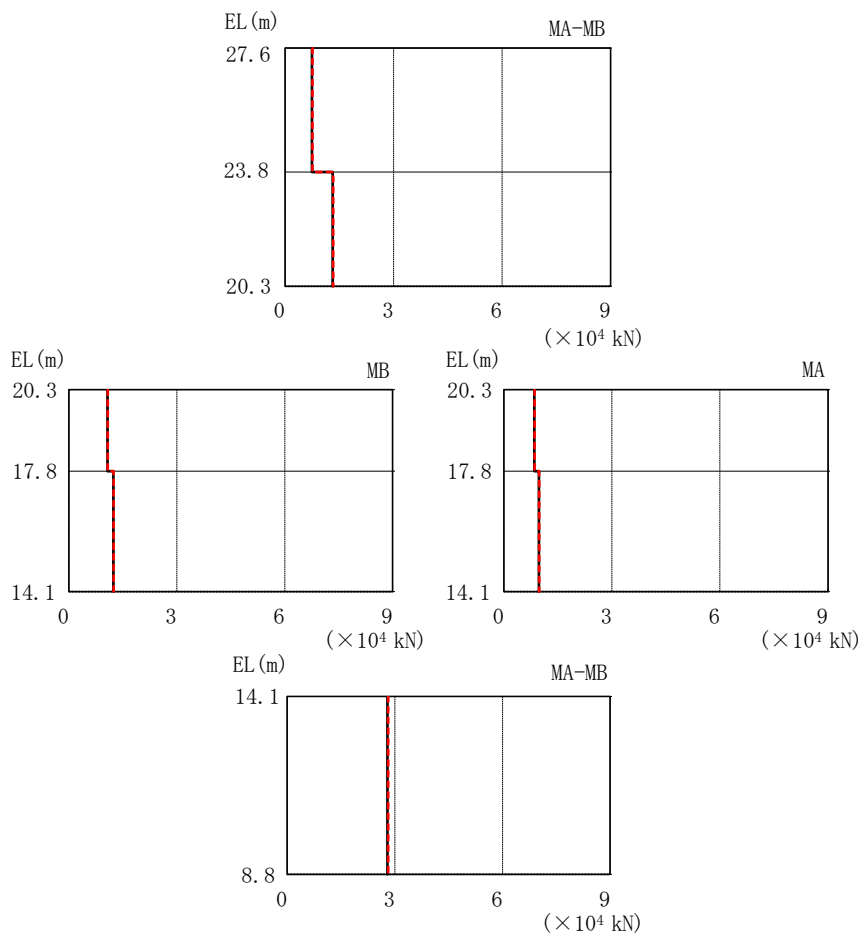 EL(m)
MA-MB
27.6
23.8
20.3
0 3 6 9
(×10⁴ kN)
EL(m)
MB
20.3
17.8
14.1
0 3 6 9
(×10⁴ kN)
EL(m)
MA
20.3
17.8
14.1
0 3 6 9
(×10⁴ kN)
EL(m)
MA-MB
14.1
8.8
0 3 6 9
(×10⁴ kN)